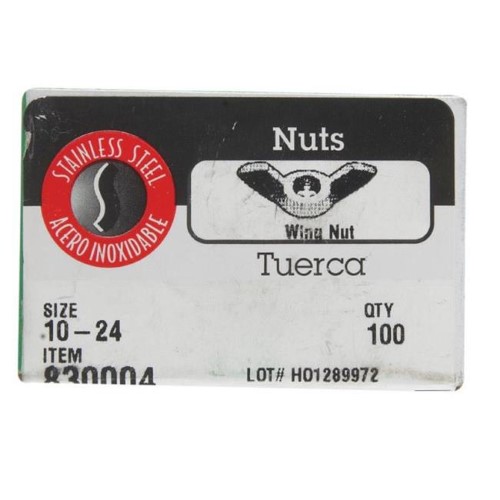 STAINLESS STEEL
ACERO INOXIDABLE
Nuts
Wing Nut
Tuerca
SIZE
10-24
QTY
100
ITEM
830004
LOT# HO1289972